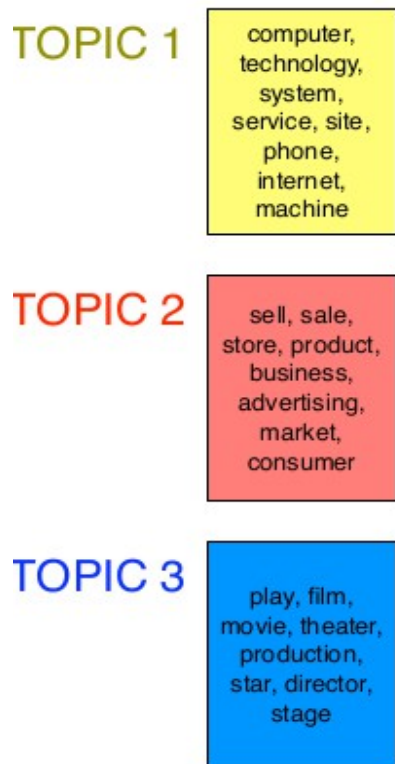 TOPIC 1
computer,
technology,
system,
service, site,
phone,
internet,
machine
TOPIC 2
sell, sale,
store, product,
business,
advertising,
market,
consumer
TOPIC 3
play, film,
movie, theater,
production,
star, director,
stage